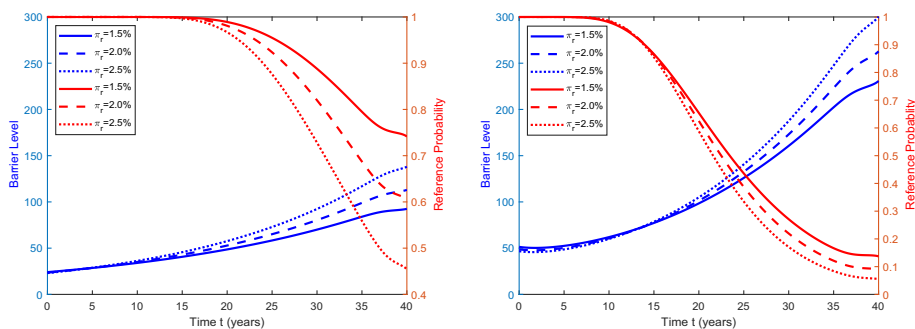 300
250
200
150
100
50
0
Barrier Level
π_r=1.5%
π_r=2.0%
π_r=2.5%
π_r=1.5%
π_r=2.0%
π_r=2.5%
1
0.9
0.8
0.7
0.6
0.5
0.4
Reference Probability
0 5 10 15 20 25 30 35 40
Time t (years)
300
250
200
150
100
50
0
Barrier Level
π_r=1.5%
π_r=2.0%
π_r=2.5%
π_r=1.5%
π_r=2.0%
π_r=2.5%
1
0.9
0.8
0.7
0.6
0.5
0.4
0.3
0.2
0.1
0
Reference Probablity
0 5 10 15 20 25 30 35 40
Time t (years)